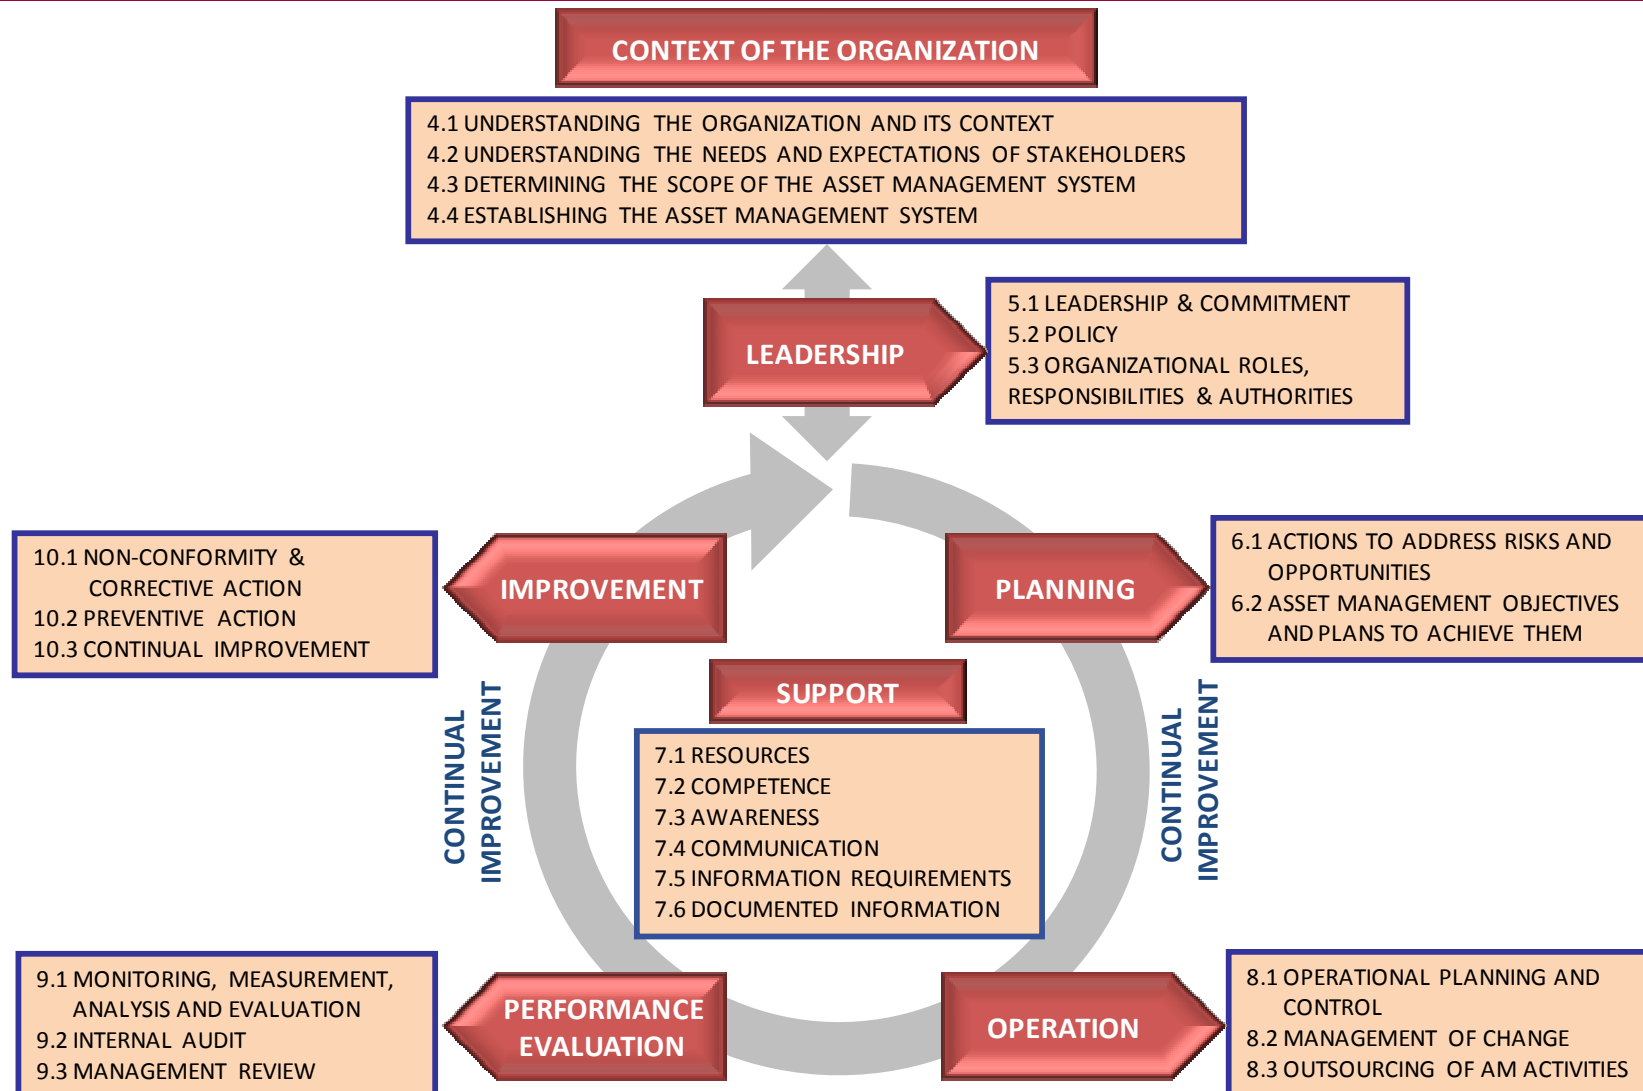 CONTEXT OF THE ORGANIZATION
4.1 UNDERSTANDING THE ORGANIZATION AND ITS CONTEXT
4.2 UNDERSTANDING THE NEEDS AND EXPECTATIONS OF STAKEHOLDERS
4.3 DETERMINING THE SCOPE OF THE ASSET MANAGEMENT SYSTEM
4.4 ESTABLISHING THE ASSET MANAGEMENT SYSTEM
LEADERSHIP
5.1 LEADERSHIP & COMMITMENT
5.2 POLICY
5.3 ORGANIZATIONAL ROLES,
RESPONSIBILITIES & AUTHORITIES
10.1 NON-CONFORMITY &
CORRECTIVE ACTION
10.2 PREVENTIVE ACTION
10.3 CONTINUAL IMPROVEMENT
IMPROVEMENT
PLANNING
6.1 ACTIONS TO ADDRESS RISKS AND
OPPORTUNITIES
6.2 ASSET MANAGEMENT OBJECTIVES
AND PLANS TO ACHIEVE THEM
CONTINUAL
IMPROVEMENT
SUPPORT
7.1 RESOURCES
7.2 COMPETENCE
7.3 AWARENESS
7.4 COMMUNICATION
7.5 INFORMATION REQUIREMENTS
7.6 DOCUMENTED INFORMATION
CONTINUAL
IMPROVEMENT
9.1 MONITORING, MEASUREMENT,
ANALYSIS AND EVALUATION
9.2 INTERNAL AUDIT
9.3 MANAGEMENT REVIEW
PERFORMANCE
EVALUATION
OPERATION
8.1 OPERATIONAL PLANNING AND
CONTROL
8.2 MANAGEMENT OF CHANGE
8.3 OUTSOURCING OF AM ACTIVITIES